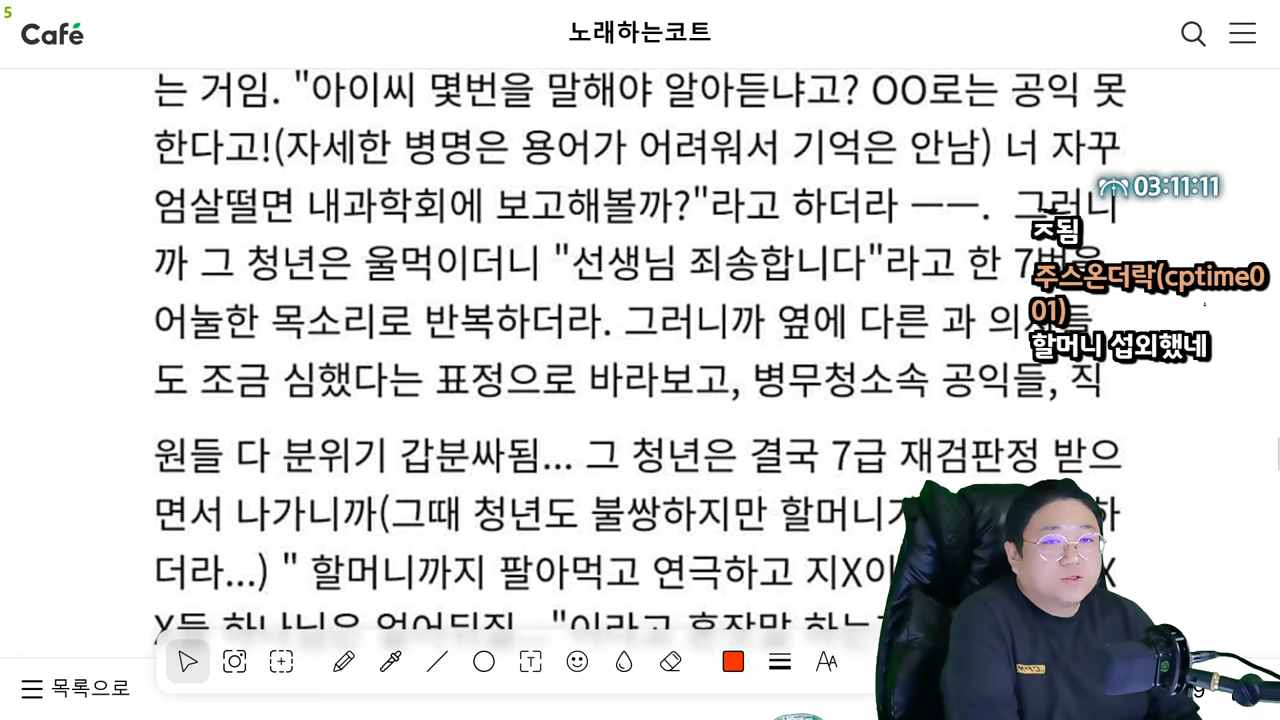 5
Café
노래하는코트
는 거임. "아이씨 몇번을 말해야 알아듣냐고? OO로는 공익 못
한다고!(자세한 병명은 용어가 어려워서 기억은 안남) 너 자꾸
03:11:11
엄살떨면 내과학회에 보고해볼까?"라고 하더라 ㅡㅡ. 그러니
ㅈ됨
까 그 청년은 울먹이더니 "선생님 죄송합니다"라고 한 7번을
주스온더락(cptime0
01)
어눌한 목소리로 반복하더라. 그러니까 옆에 다른 과 의사들
할머니 섭외했네
도 조금 심했다는 표정으로 바라보고, 병무청소속 공익들, 직
원들 다 분위기 갑분싸됨... 그 청년은 결국 7급 재검판정 받으
면서 나가니까(그때 청년도 불쌍하지만 할머니가
더라...) " 할머니까지 팔아먹고 연극하고
목록으로